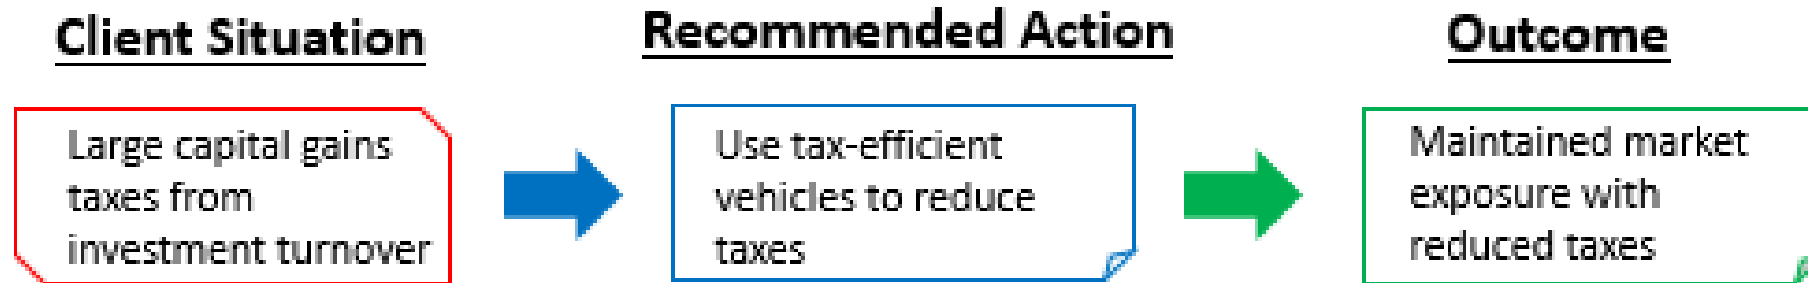 Client Situation
Recommended Action
Outcome
Large capital gains
taxes from
investment turnover
Use tax-efficient
vehicles to reduce
taxes
Maintained market
exposure with
reduced taxes